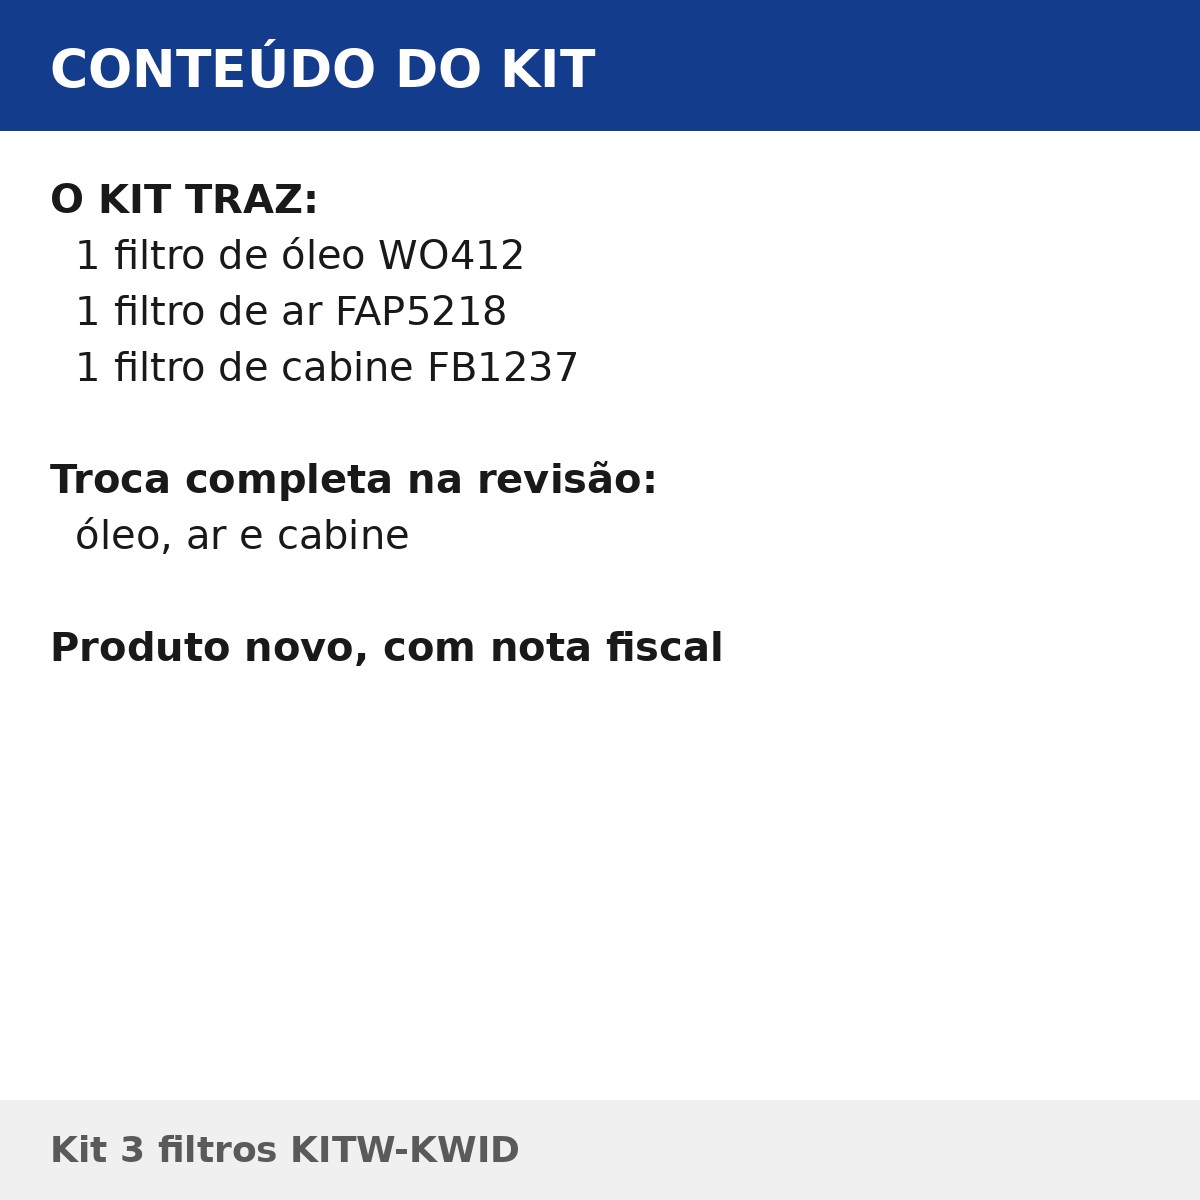 CONTEÚDO DO KIT
O KIT TRAZ:
1 filtro de óleo WO412
1 filtro de ar FAP5218
1 filtro de cabine FB1237
Troca completa na revisão:
óleo, ar e cabine
Produto novo, com nota fiscal
Kit 3 filtros KITW-KWID